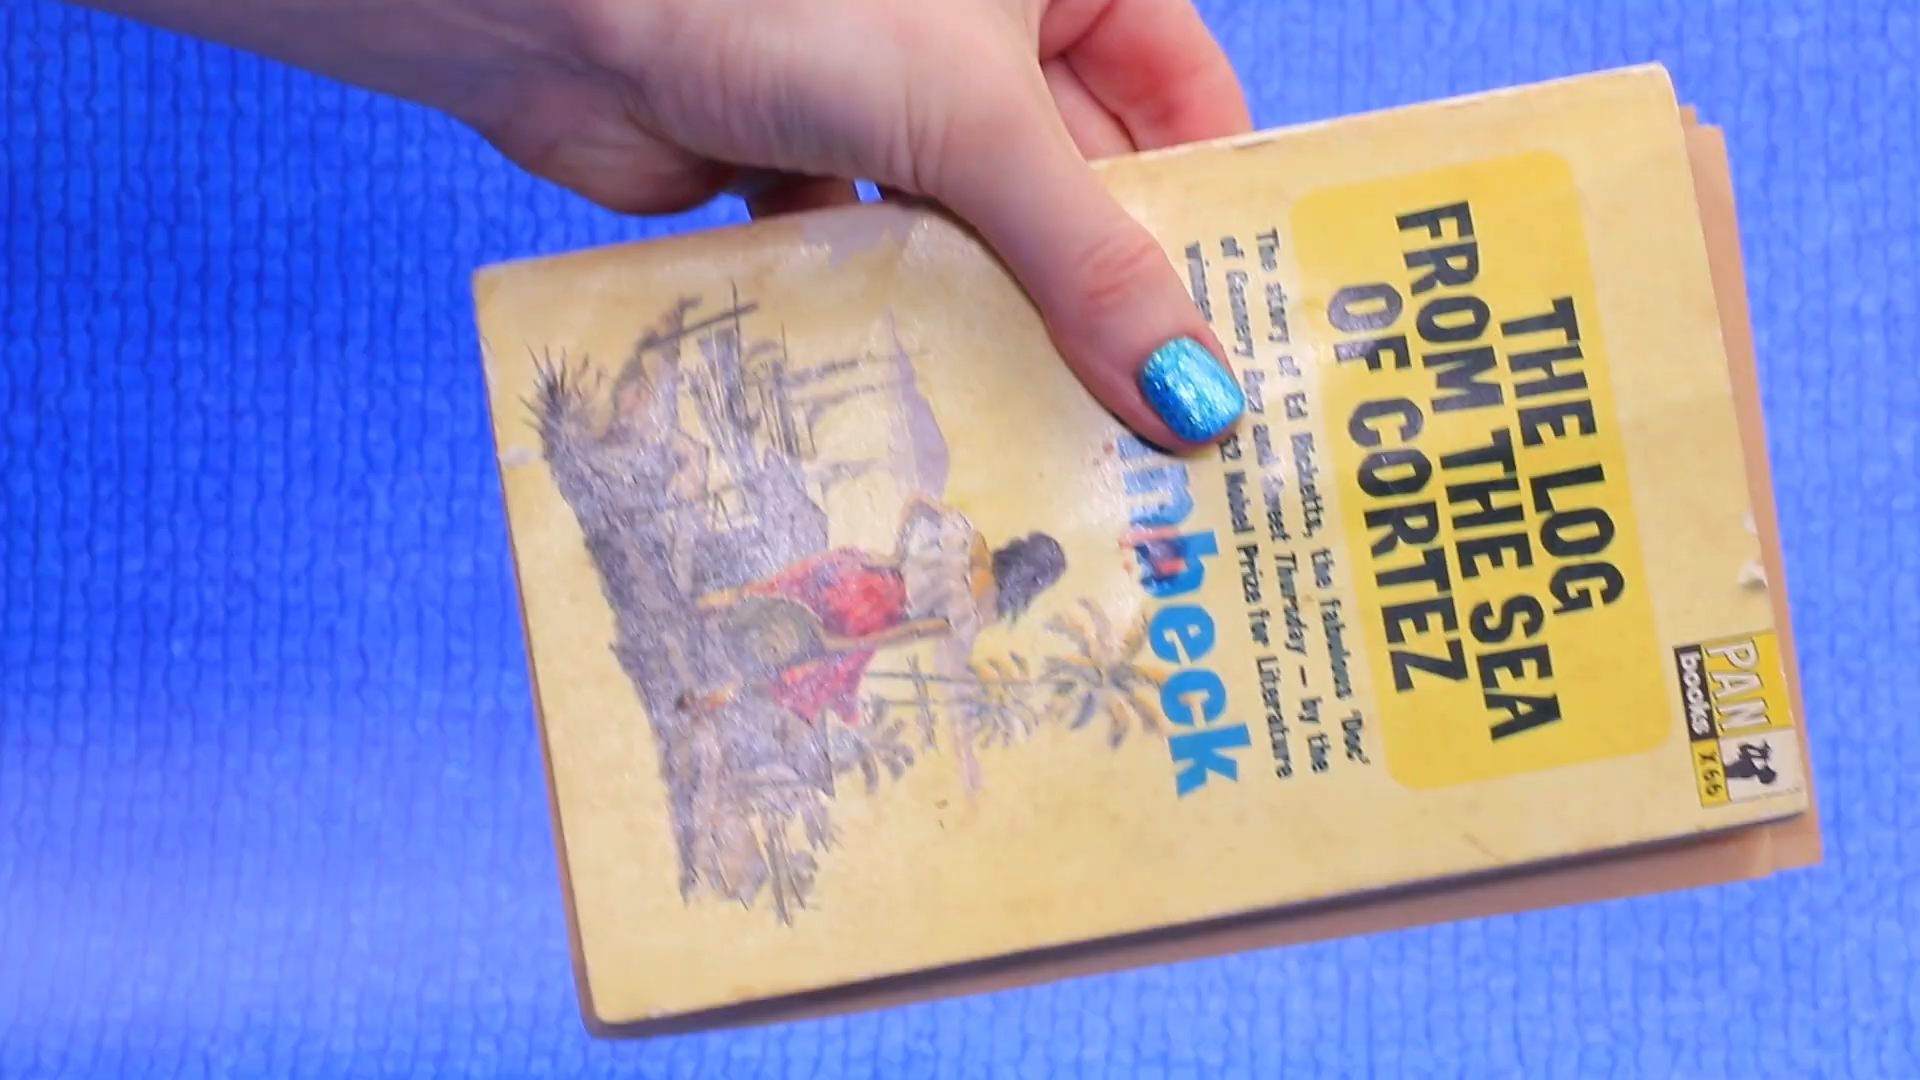 PAN
books
X66
THE LOG
FROM THE SEA
OF CORTEZ
The story of Ed Ricketts, the fabulous 'Doc'
of Cannery Row and Sweet Thursday – by the
Nobel Prize for Literature
nbeck